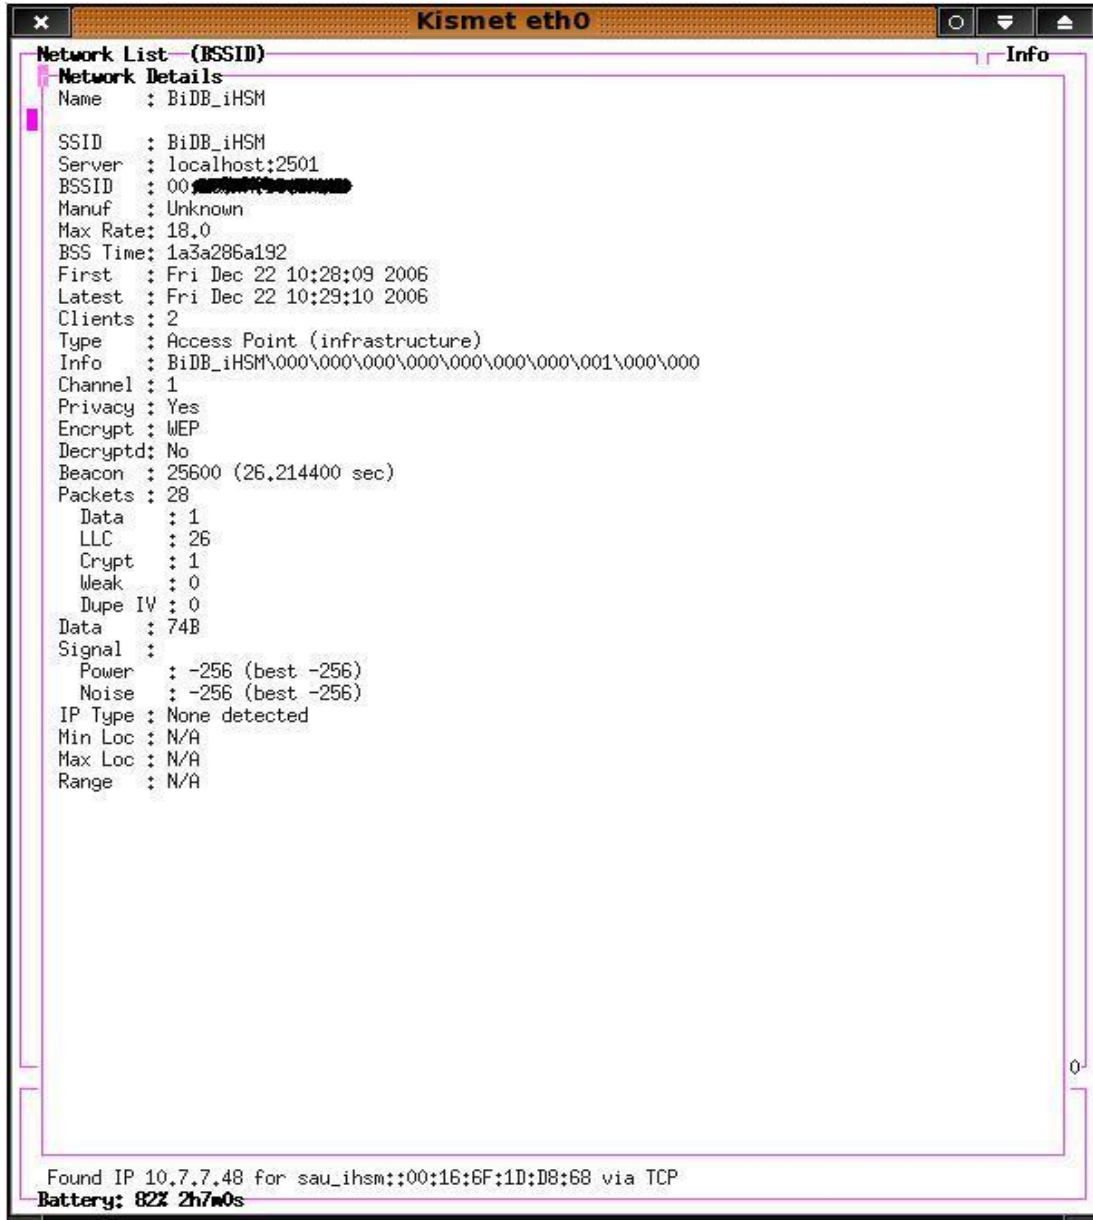 Kismet eth0
Network List (BSSID) Info
Network Details
Name : BiDB_iHSM
SSID : BiDB_iHSM
Server : localhost:2501
BSSID : 00:
Manuf : Unknown
Max Rate: 18.0
BSS Time: 1a3a286a192
First : Fri Dec 22 10:28:09 2006
Latest : Fri Dec 22 10:29:10 2006
Clients : 2
Type : Access Point (infrastructure)
Info : BiDB_iHSM\000\000\000\000\000\000\000\001\000\000
Channel : 1
Privacy : Yes
Encrypt : WEP
Decryptd: No
Beacon : 25600 (26.214400 sec)
Packets : 28
Data : 1
LLC : 26
Crypt : 1
Weak : 0
Dupe IV : 0
Data : 74B
Signal :
Power : -256 (best -256)
Noise : -256 (best -256)
IP Type : None detected
Min Loc : N/A
Max Loc : N/A
Range : N/A
0
Found IP 10.7.7.48 for sau_ihsm::00:16:6F:1D:D8:68 via TCP
Battery: 82% 2h7m0s